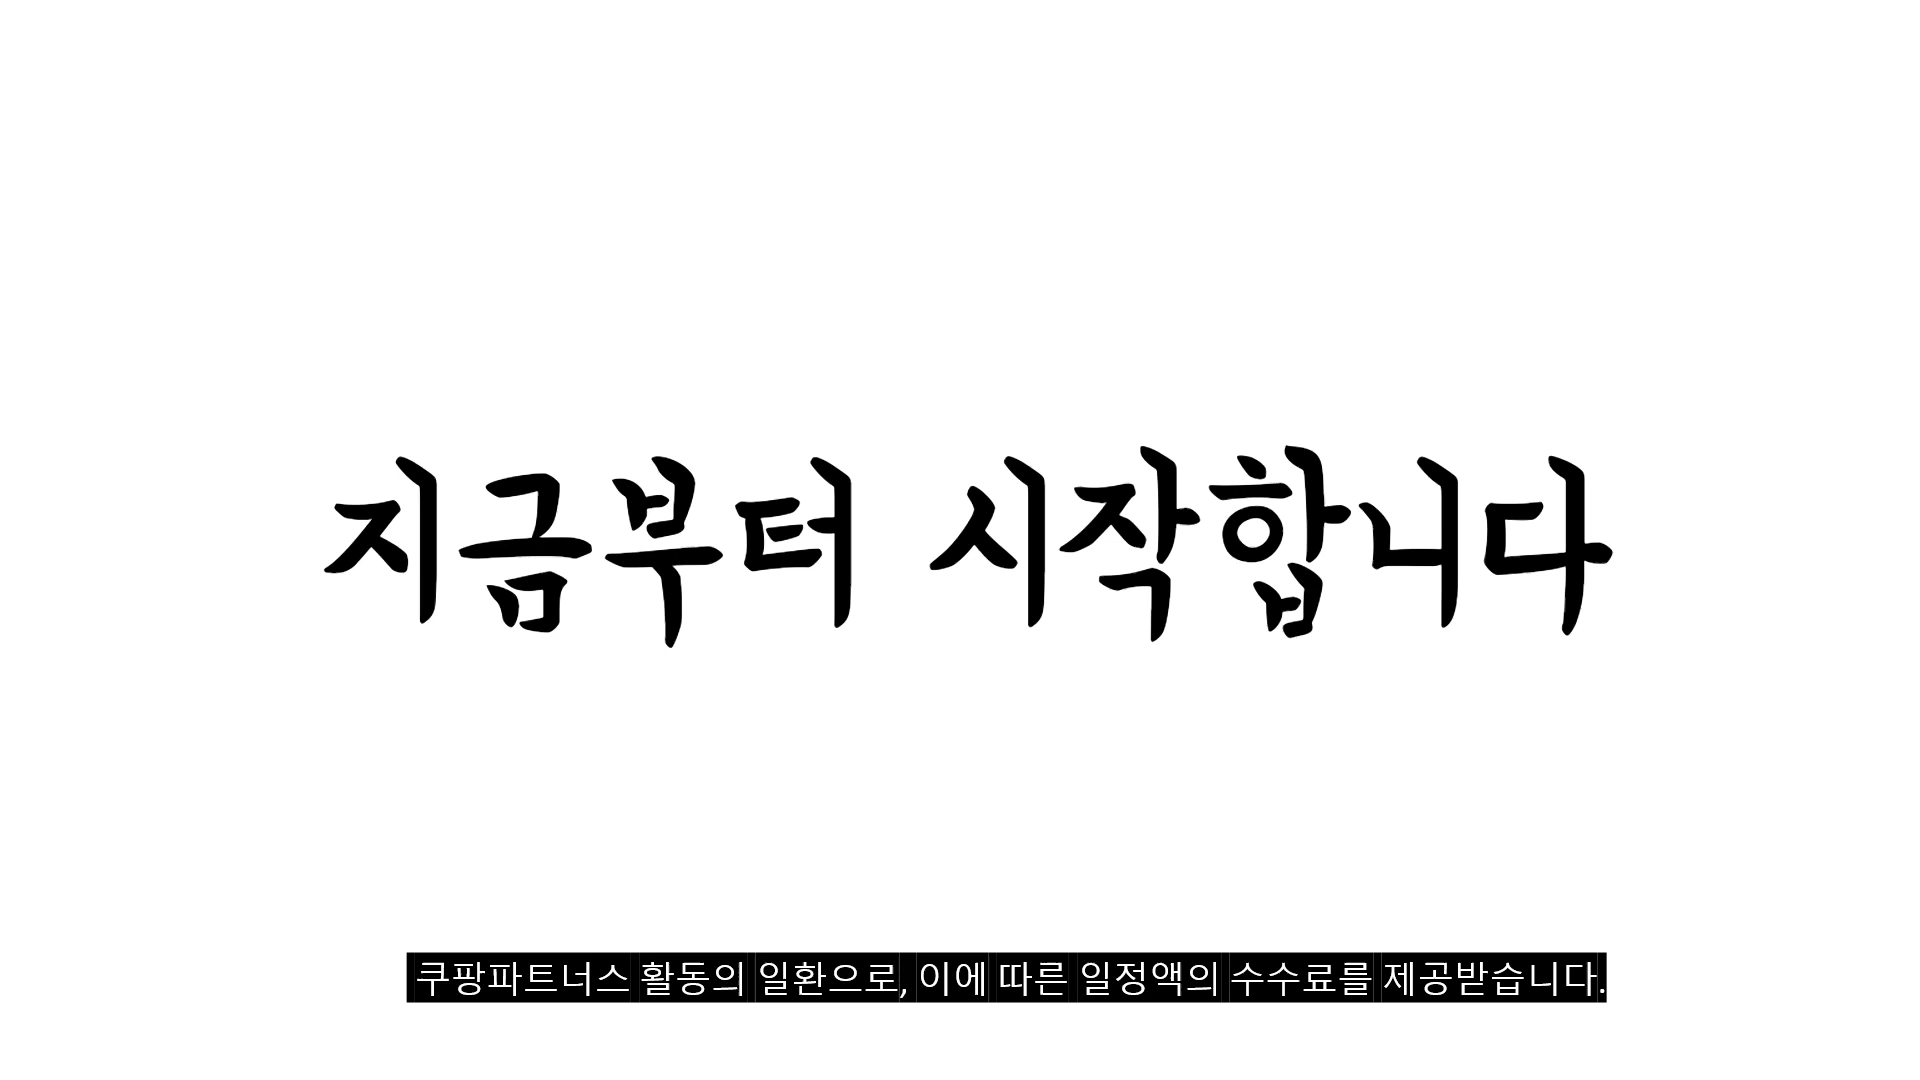 지금부터 시작합니다
쿠팡파트너스 활동의 일환으로, 이에 따른 일정액의 수수료를 제공받습니다.